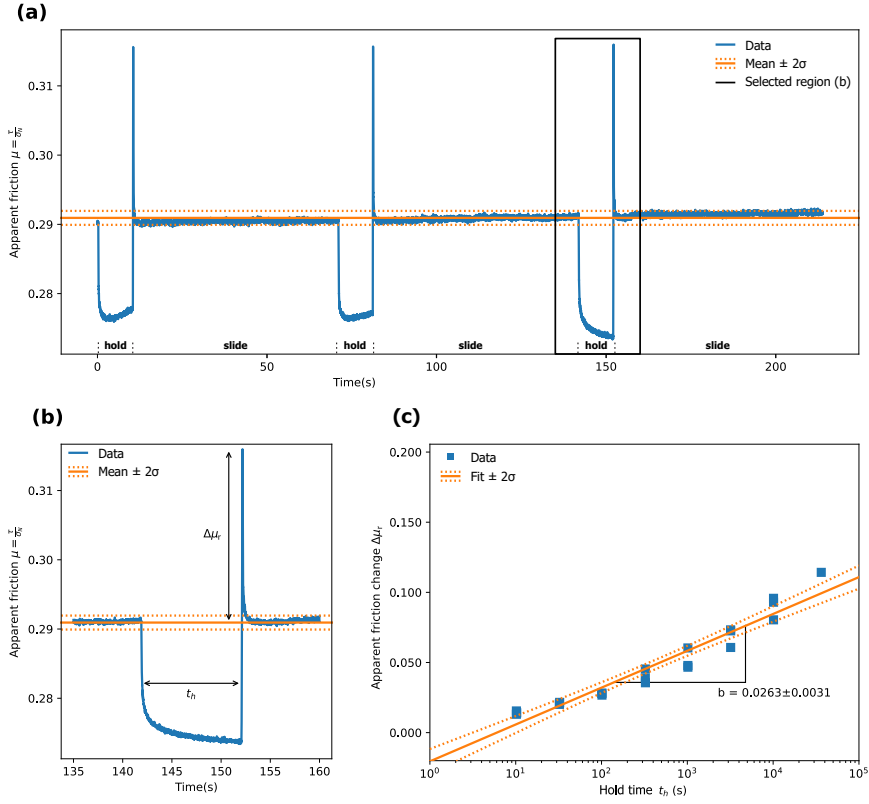 (a)
Apparent friction μ = τ/σN
0.31
0.30
0.29
0.28
Data
Mean ± 2σ
Selected region (b)
hold
slide
hold
slide
hold
slide
0
50
100
150
200
Time(s)
(b)
Apparent friction μ = τ/σN
0.31
0.30
0.29
0.28
Data
Mean ± 2σ
Δμr
th
135
140
145
150
155
160
Time(s)
(c)
Apparent friction change Δμr
0.200
0.150
0.100
0.050
0.000
Data
Fit ± 2σ
b = 0.0263±0.0031
10⁰
10¹
10²
10³
10⁴
10⁵
Hold time th (s)